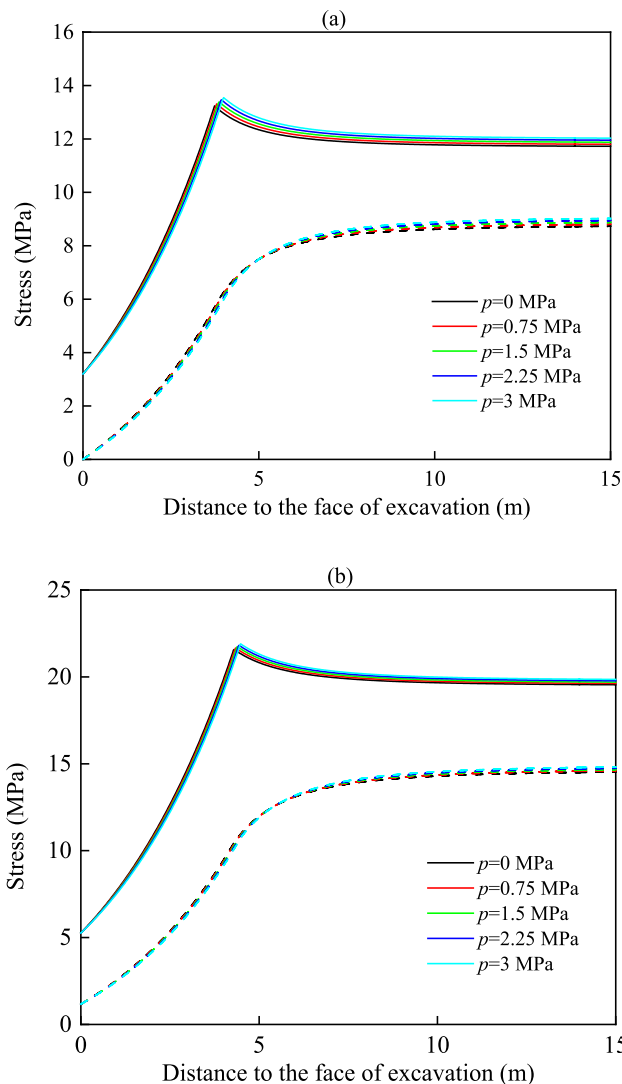 (a)
16
14
12
10
8
6
4
2
0
Stress (MPa)
p=0 MPa
p=0.75 MPa
p=1.5 MPa
p=2.25 MPa
p=3 MPa
0 5 10 15
Distance to the face of excavation (m)
(b)
25
20
15
10
5
0
Stress (MPa)
p=0 MPa
p=0.75 MPa
p=1.5 MPa
p=2.25 MPa
p=3 MPa
0 5 10 15
Distance to the face of excavation (m)